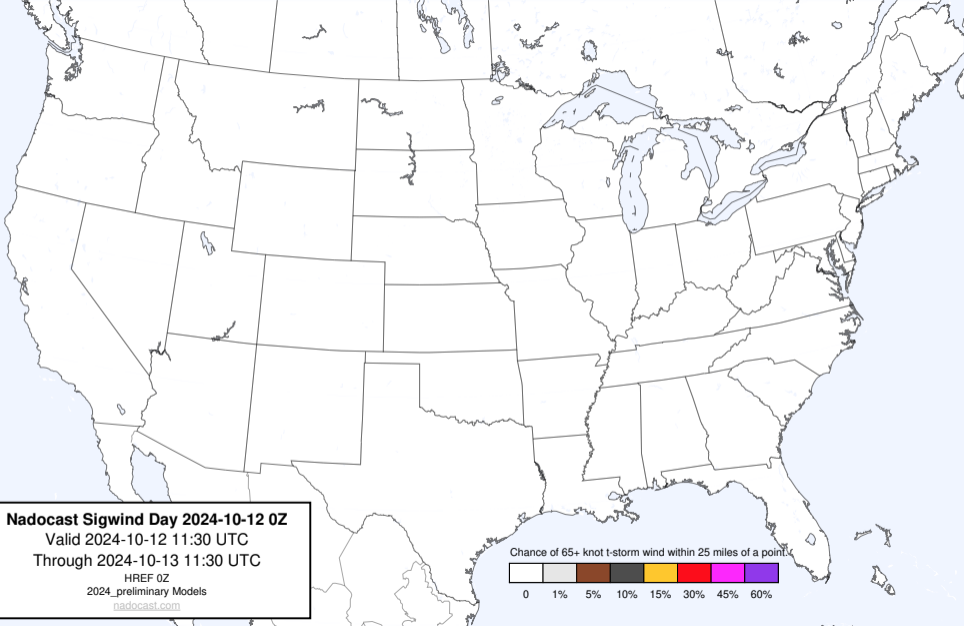 Nadocast Sigwind Day 2024-10-12 0Z
Valid 2024-10-12 11:30 UTC
Through 2024-10-13 11:30 UTC
HREF 0Z
2024_preliminary Models
nadocast.com
Chance of 65+ knot t-storm wind within 25 miles of a point.
0 1% 5% 10% 15% 30% 45% 60%